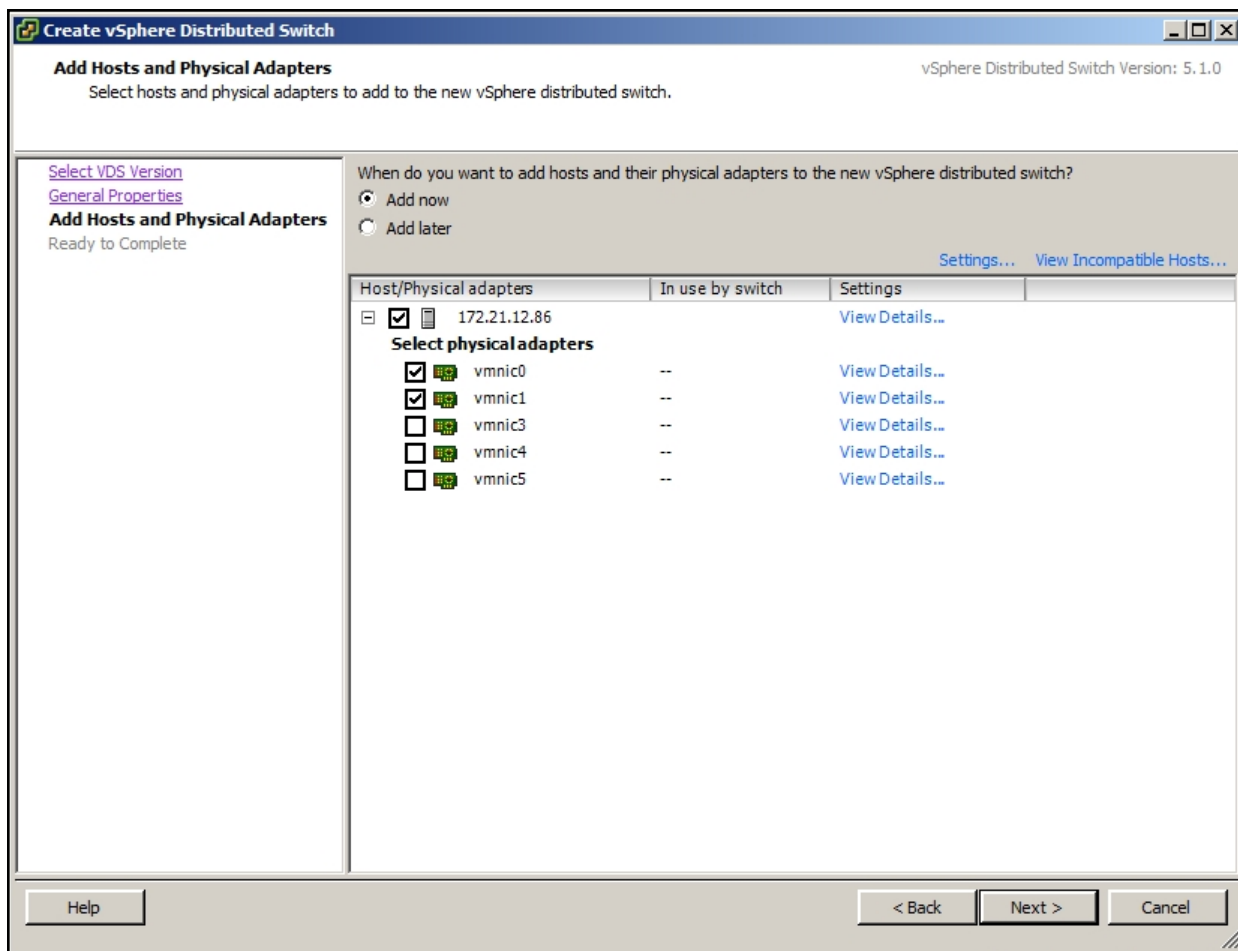 Create vSphere Distributed Switch
Add Hosts and Physical Adapters
vSphere Distributed Switch Version: 5.1.0
Select hosts and physical adapters to add to the new vSphere distributed switch.
Select VDS Version
General Properties
Add Hosts and Physical Adapters
Ready to Complete
When do you want to add hosts and their physical adapters to the new vSphere distributed switch?
Add now
Add later
Settings... View Incompatible Hosts...
Host/Physical adapters In use by switch Settings
172.21.12.86 View Details...
Select physical adapters
vmnic0 -- View Details...
vmnic1 -- View Details...
vmnic3 -- View Details...
vmnic4 -- View Details...
vmnic5 -- View Details...
Help < Back Next > Cancel